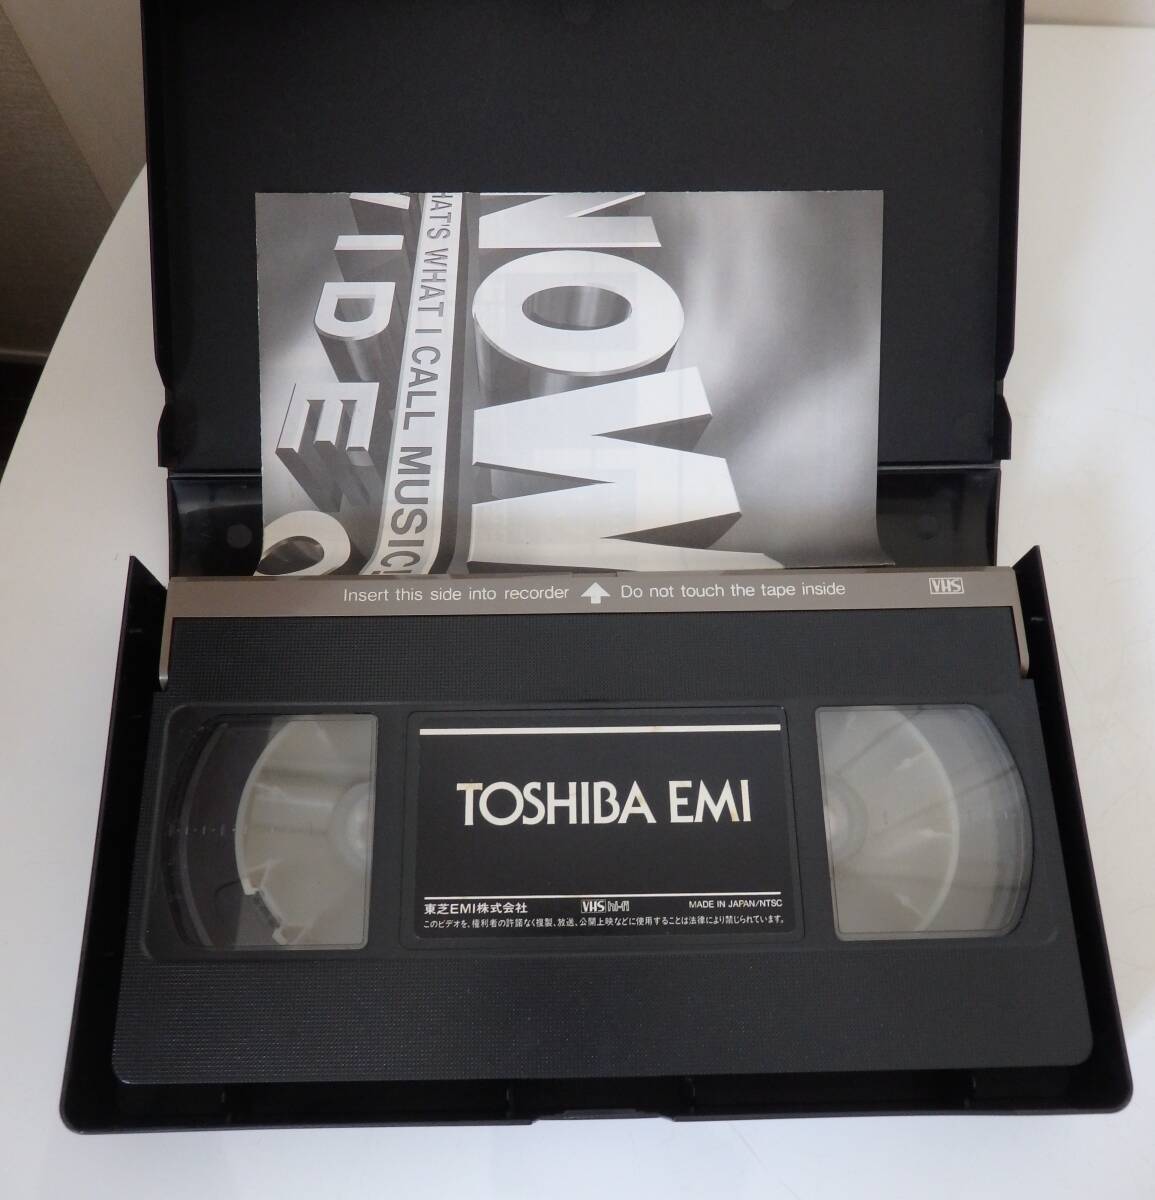 NOW
HAT'S WHAT I CALL MUSIC!
VIDEO
Insert this side into recorder Do not touch the tape inside VHS
TOSHIBA EMI
東芝EMI株式会社 VHS hi-fi MADE IN JAPAN/NTSC
このビデオを、権利者の許諾なく複製、放送、公開上映などに使用することは法律により禁じられています。